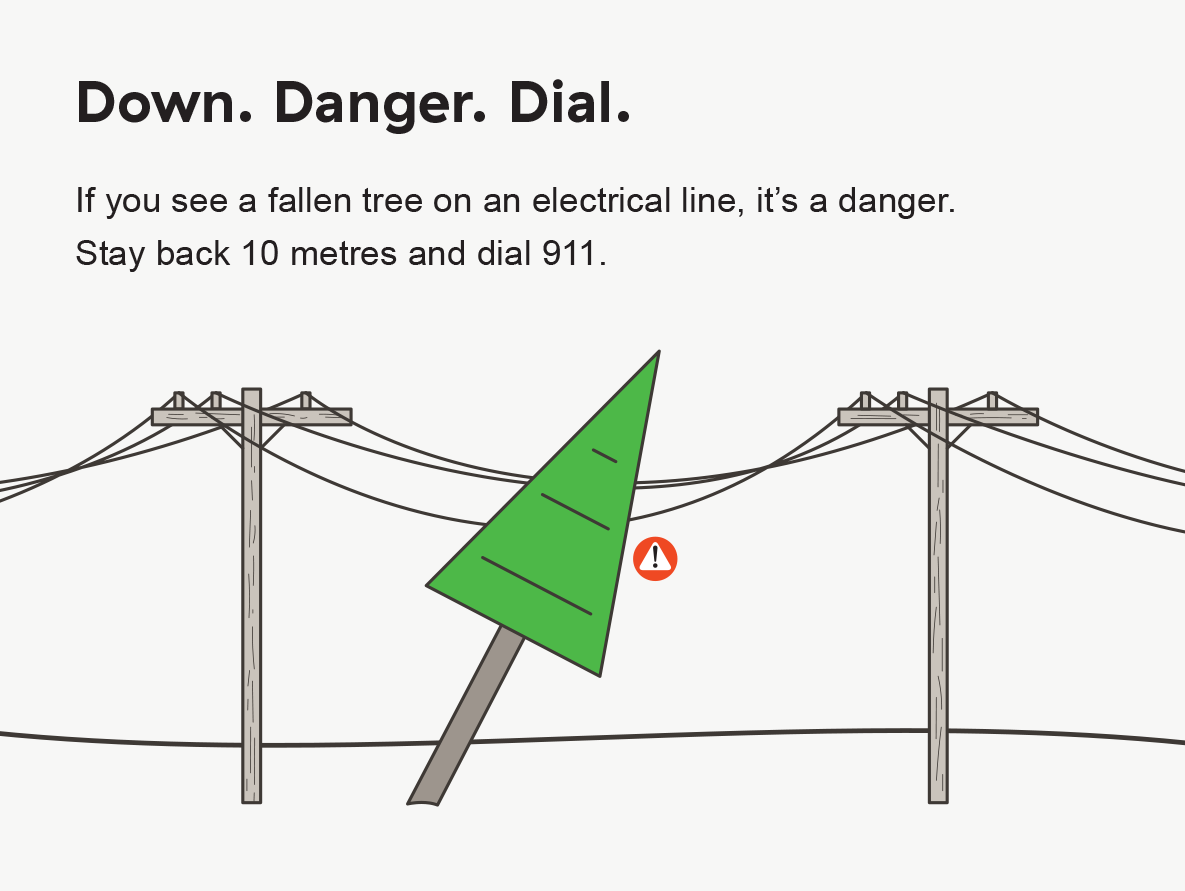 Down. Danger. Dial.
If you see a fallen tree on an electrical line, it’s a danger.
Stay back 10 metres and dial 911.